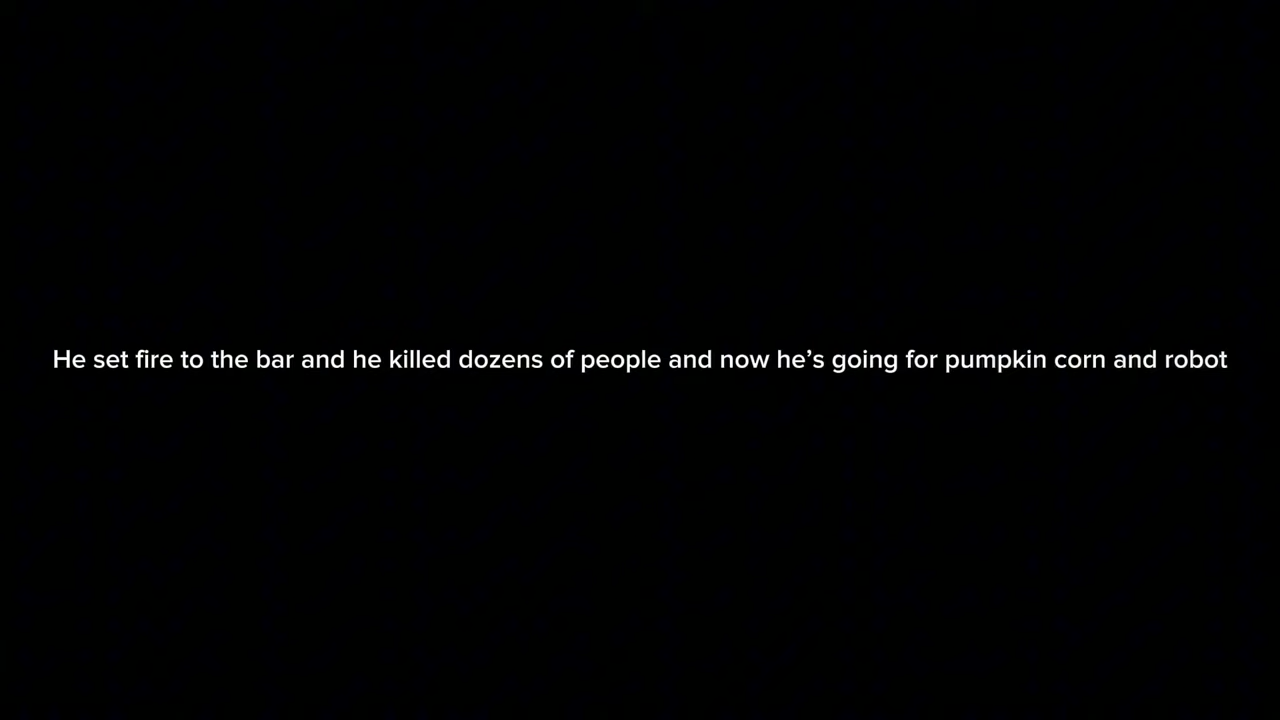 He set fire to the bar and he killed dozens of people and now he’s going for pumpkin corn and robot